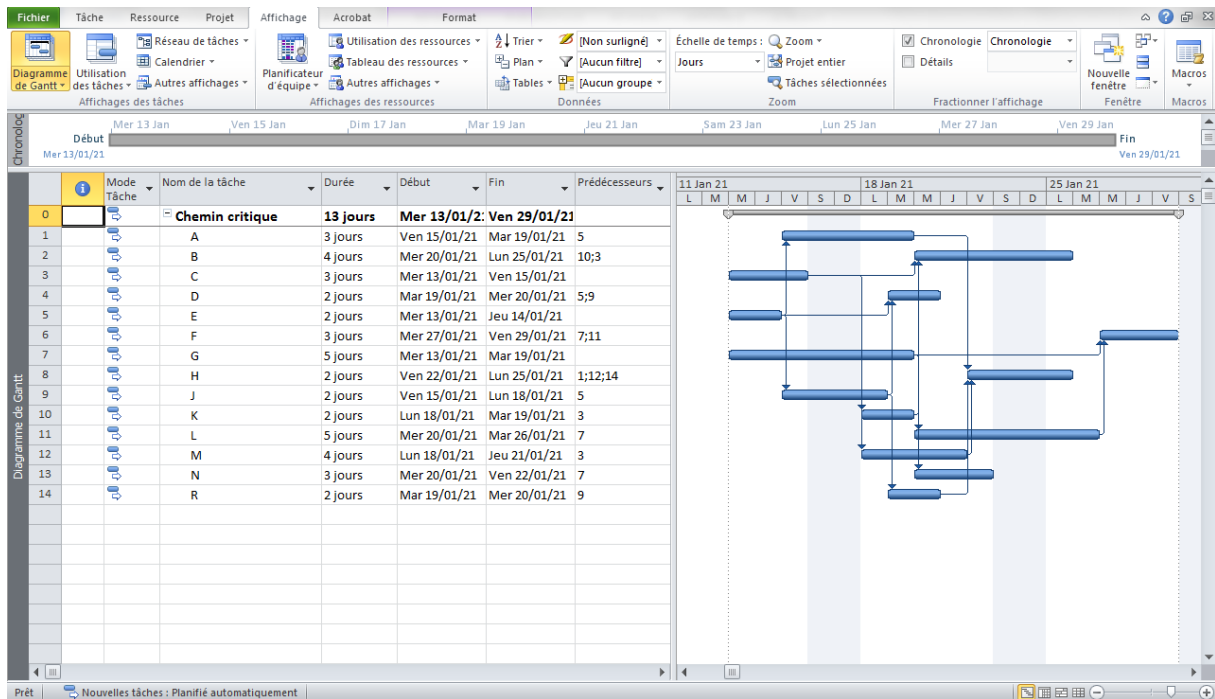 Fichier Tâche Ressource Projet Affichage Acrobat Format
Réseau de tâches
Calendrier
Autres affichages
Diagramme de Gantt
Utilisation des tâches
Affichages des tâches
Planificateur d'équipe
Utilisation des ressources
Tableau des ressources
Autres affichages
Affichages des ressources
Trier
Plan
Tables
[Non surligné]
[Aucun filtre]
[Aucun groupe
Données
Échelle de temps :
Jours
Zoom
Projet entier
Tâches sélectionnées
Zoom
Chronologie Chronologie
Détails
Fractionner l'affichage
Nouvelle fenêtre
Fenêtre
Macros
Macros
Chronolog
Mer 13 Jan Ven 15 Jan Dim 17 Jan Mar 19 Jan Jeu 21 Jan Sam 23 Jan Lun 25 Jan Mer 27 Jan Ven 29 Jan
Début
Mer 13/01/21
Fin
Ven 29/01/21
Mode Tâche Nom de la tâche Durée Début Fin Prédécesseurs
11 Jan 21 18 Jan 21 25 Jan 21
L M M J V S D L M M J V S D L M M J V S
0 Chemin critique 13 jours Mer 13/01/2: Ven 29/01/21
1 A 3 jours Ven 15/01/21 Mar 19/01/21 5
2 B 4 jours Mer 20/01/21 Lun 25/01/21 10;3
3 C 3 jours Mer 13/01/21 Ven 15/01/21
4 D 2 jours Mar 19/01/21 Mer 20/01/21 5;9
5 E 2 jours Mer 13/01/21 Jeu 14/01/21
6 F 3 jours Mer 27/01/21 Ven 29/01/21 7;11
7 G 5 jours Mer 13/01/21 Mar 19/01/21
8 H 2 jours Ven 22/01/21 Lun 25/01/21 1;12;14
9 J 2 jours Ven 15/01/21 Lun 18/01/21 5
10 K 2 jours Lun 18/01/21 Mar 19/01/21 3
11 L 5 jours Mer 20/01/21 Mar 26/01/21 7
12 M 4 jours Lun 18/01/21 Jeu 21/01/21 3
13 N 3 jours Mer 20/01/21 Ven 22/01/21 7
14 R 2 jours Mar 19/01/21 Mer 20/01/21 9
Diagramme de Gantt
Prêt Nouvelles tâches : Planifié automatiquement